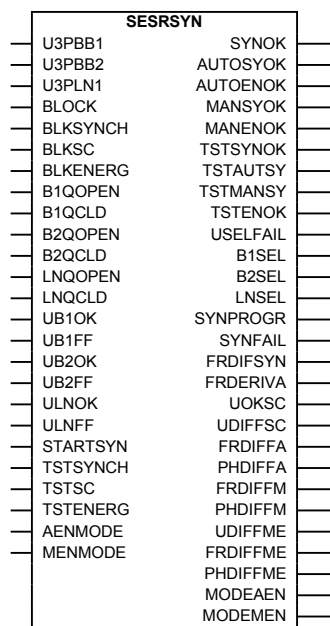 SESRSYN
U3PBB1 SYNOK
U3PBB2 AUTOSYOK
U3PLN1 AUTOENOK
BLOCK MANSYOK
BLKSYNCH MANENOK
BLKSC TSTSYNOK
BLKENERG TSTAUTSY
B1QOPEN TSTMANSY
B1QCLD TSTENOK
B2QOPEN USELFAIL
B2QCLD B1SEL
LNQOPEN B2SEL
LNQCLD LNSEL
UB1OK SYNPROGR
UB1FF SYNFAIL
UB2OK FRDIFSYN
UB2FF FRDERIVA
ULNOK UOKSC
ULNFF UDIFFSC
STARTSYN FRDIFFA
TSTSYNCH PHDIFFA
TSTSC FRDIFFM
TSTENERG PHDIFFM
AENMODE UDIFFME
MENMODE FRDIFFME
PHDIFFME
MODEAEN
MODEMEN